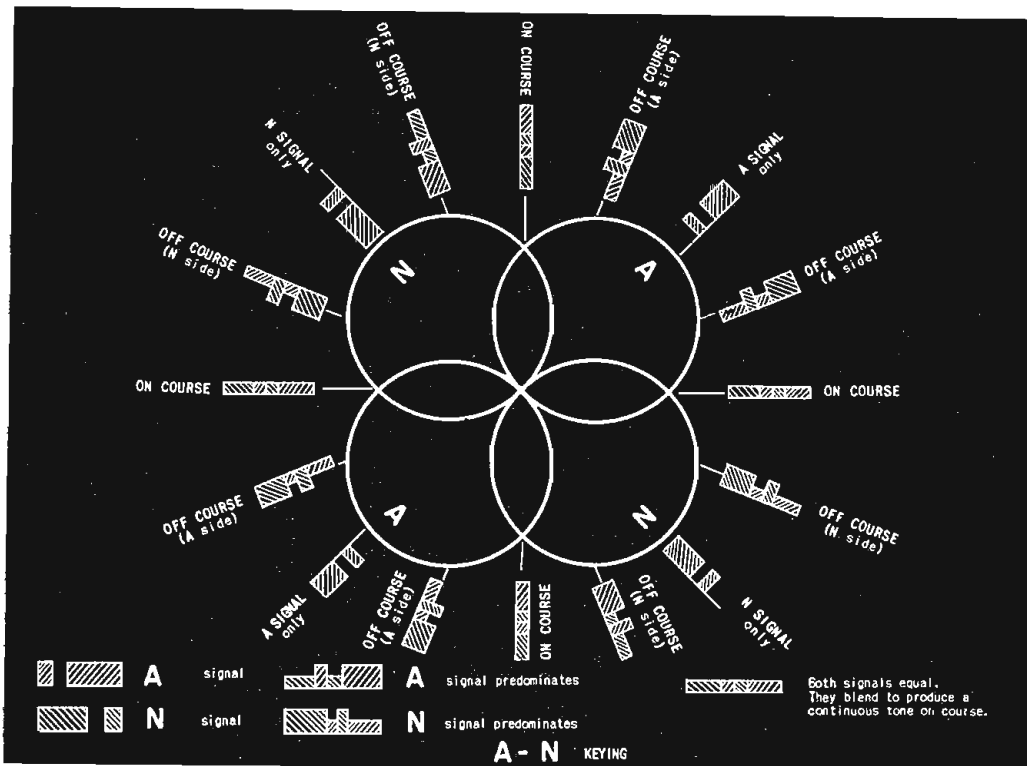 OFF COURSE
(N side)
ON COURSE
OFF COURSE
(A side)
N SIGNAL
only
A SIGNAL
only
OFF COURSE
(N side)
N
A
OFF COURSE
(A side)
ON COURSE
ON COURSE
OFF COURSE
(A side)
A
N
OFF COURSE
(N side)
A SIGNAL
only
OFF COURSE
(A side)
ON COURSE
OFF COURSE
(N side)
N SIGNAL
only
A signal
A signal predominates
Both signals equal.
They blend to produce a
continuous tone on course.
N signal
N signal predominates
A - N KEYING